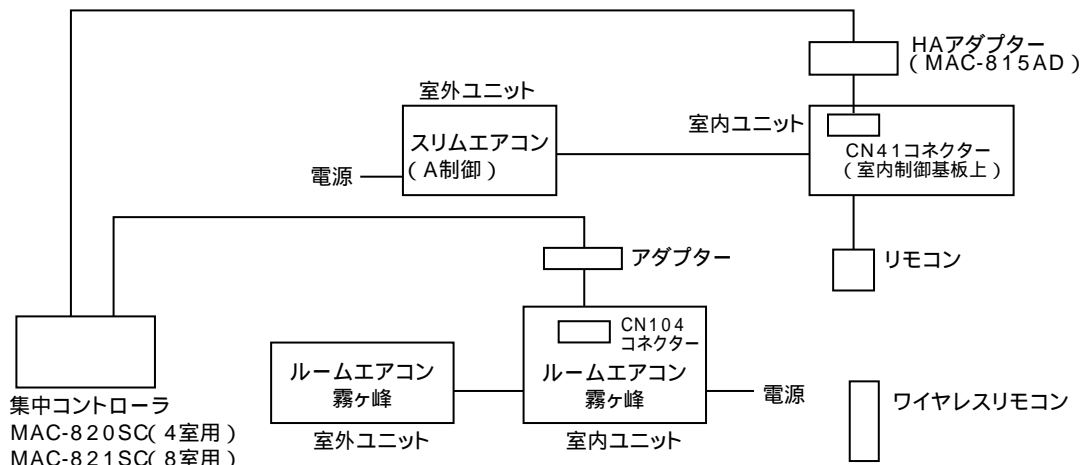 HAアダプター
(MAC-815AD)
室外ユニット
スリムエアコン
(A制御)
電源
室内ユニット
CN41コネクター
(室内制御基板上)
リモコン
アダプター
CN104
コネクター
ルームエアコン
霧ヶ峰
室外ユニット
ルームエアコン
霧ヶ峰
室内ユニット
電源
ワイヤレスリモコン
集中コントローラ
MAC-820SC(4室用)
MAC-821SC(8室用)